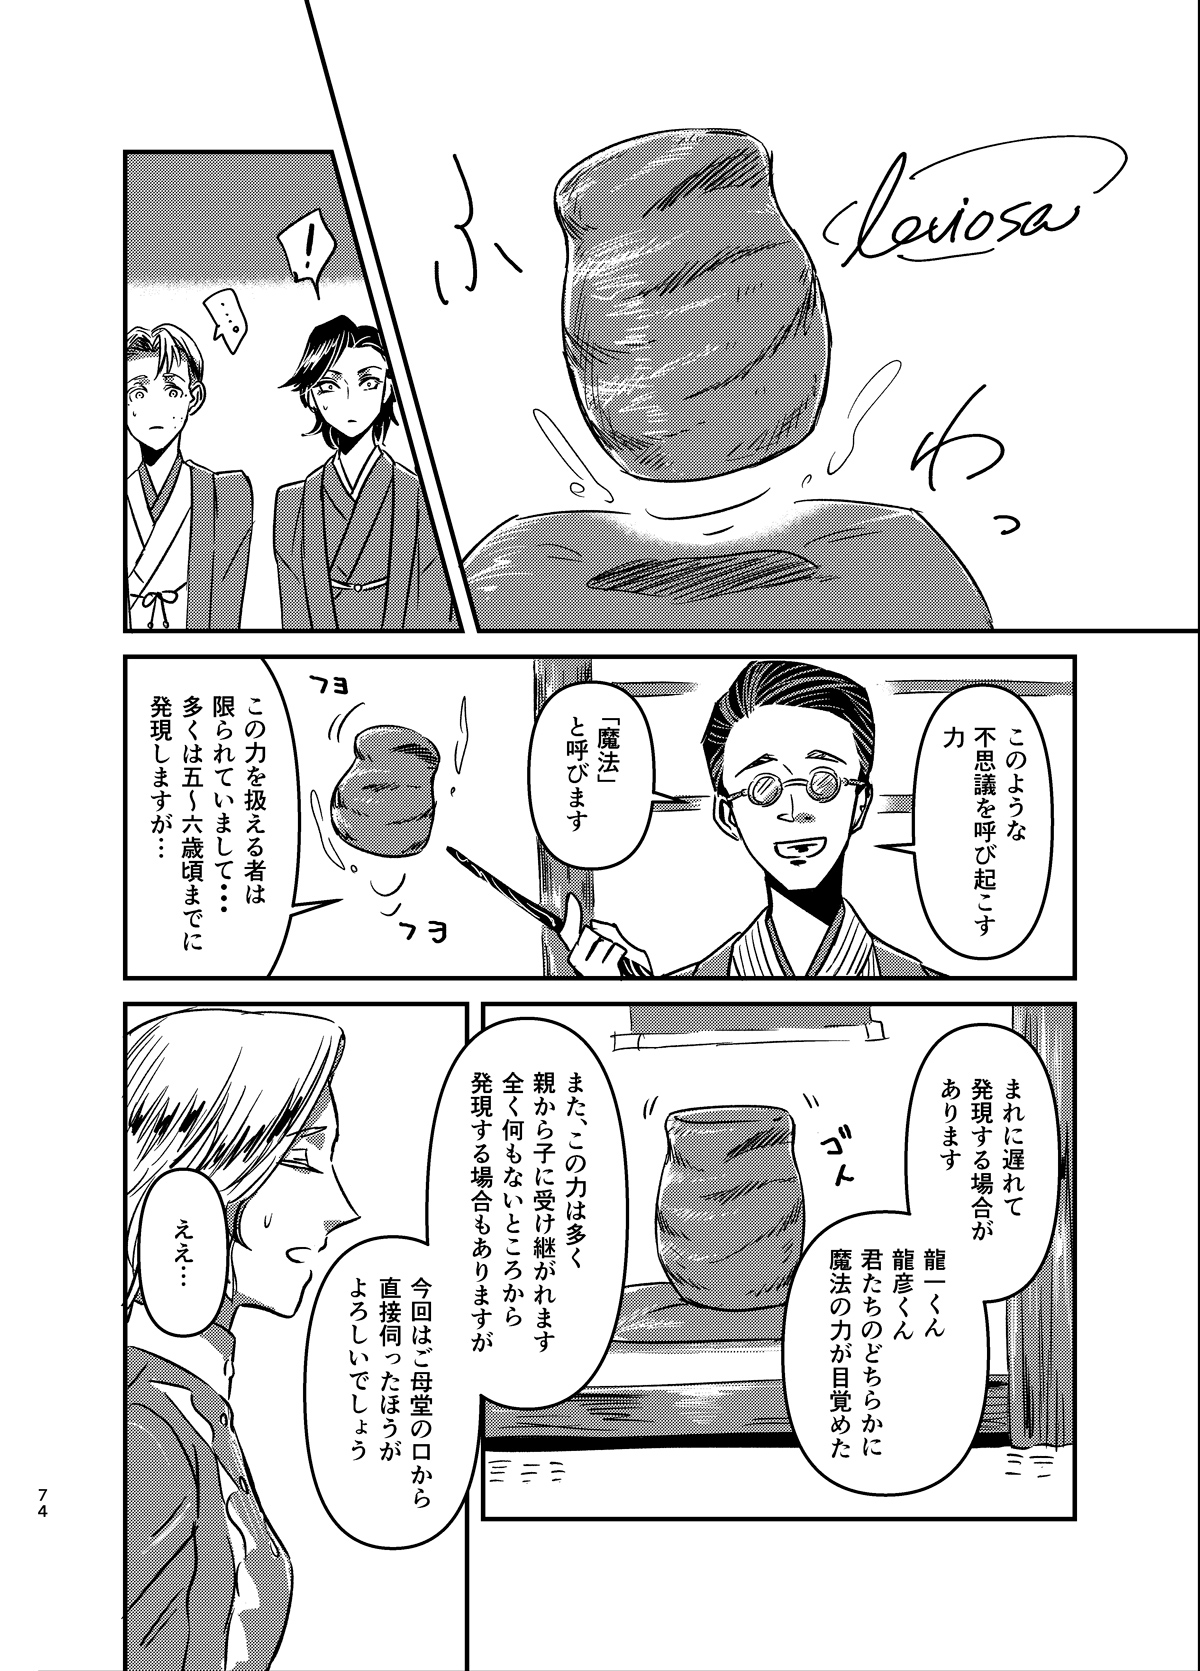 leviosa
ふ
わ
っ
!
…。
このような
不思議を呼び起こす
力
「魔法」
と呼びます
フヨ
フヨ
この力を扱える者は
限られていまして・・・
多くは五～六歳頃までに
発現しますが…
まれに遅れて
発現する場合が
あります
龍一くん
龍彦くん
君たちのどちらかに
魔法の力が目覚めた
ゴト
また、この力は多く
親から子に受け継がれます
全く何もないところから
発現する場合もありますが
今回はご母堂の口から
直接伺ったほうが
よろしいでしょう
ええ…
74